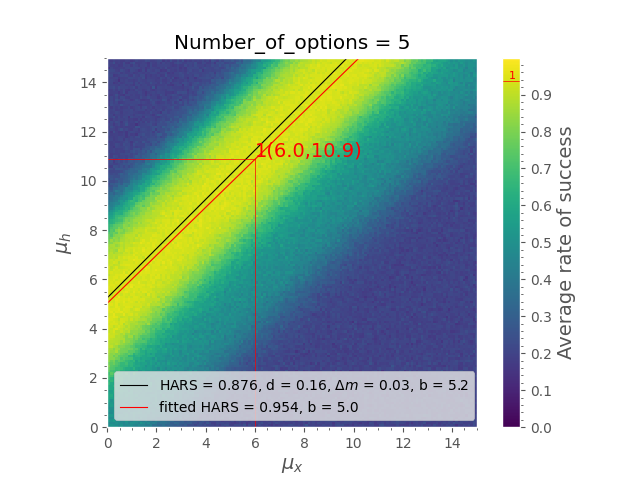 Number_of_options = 5
14
12
10
8
6
4
2
0
μh
1(6.0,10.9)
HARS = 0.876, d = 0.16, Δm = 0.03, b = 5.2
fitted HARS = 0.954, b = 5.0
0 2 4 6 8 10 12 14
μx
1
0.9
0.8
0.7
0.6
0.5
0.4
0.3
0.2
0.1
0.0
Average rate of success